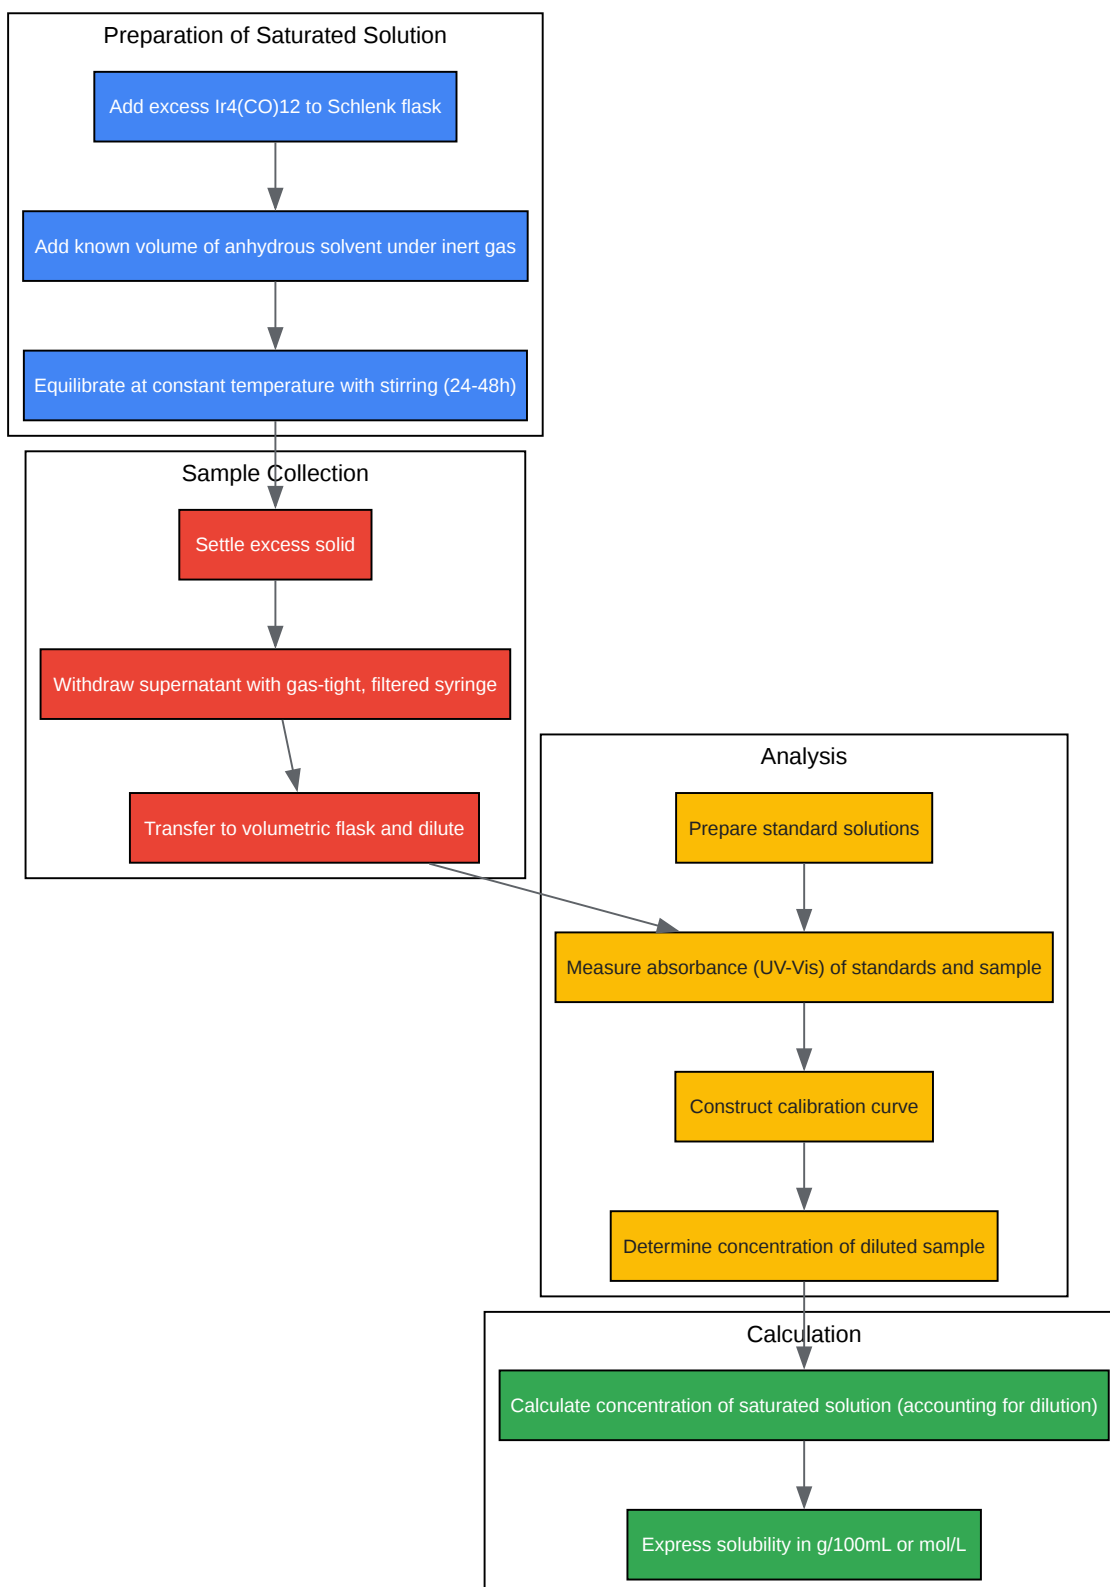 Preparation of Saturated Solution
Add excess Ir4(CO)12 to Schlenk flask
Add known volume of anhydrous solvent under inert gas
Equilibrate at constant temperature with stirring (24-48h)
Sample Collection
Settle excess solid
Withdraw supernatant with gas-tight, filtered syringe
Transfer to volumetric flask and dilute
Analysis
Prepare standard solutions
Measure absorbance (UV-Vis) of standards and sample
Construct calibration curve
Determine concentration of diluted sample
Calculation
Calculate concentration of saturated solution (accounting for dilution)
Express solubility in g/100mL or mol/L